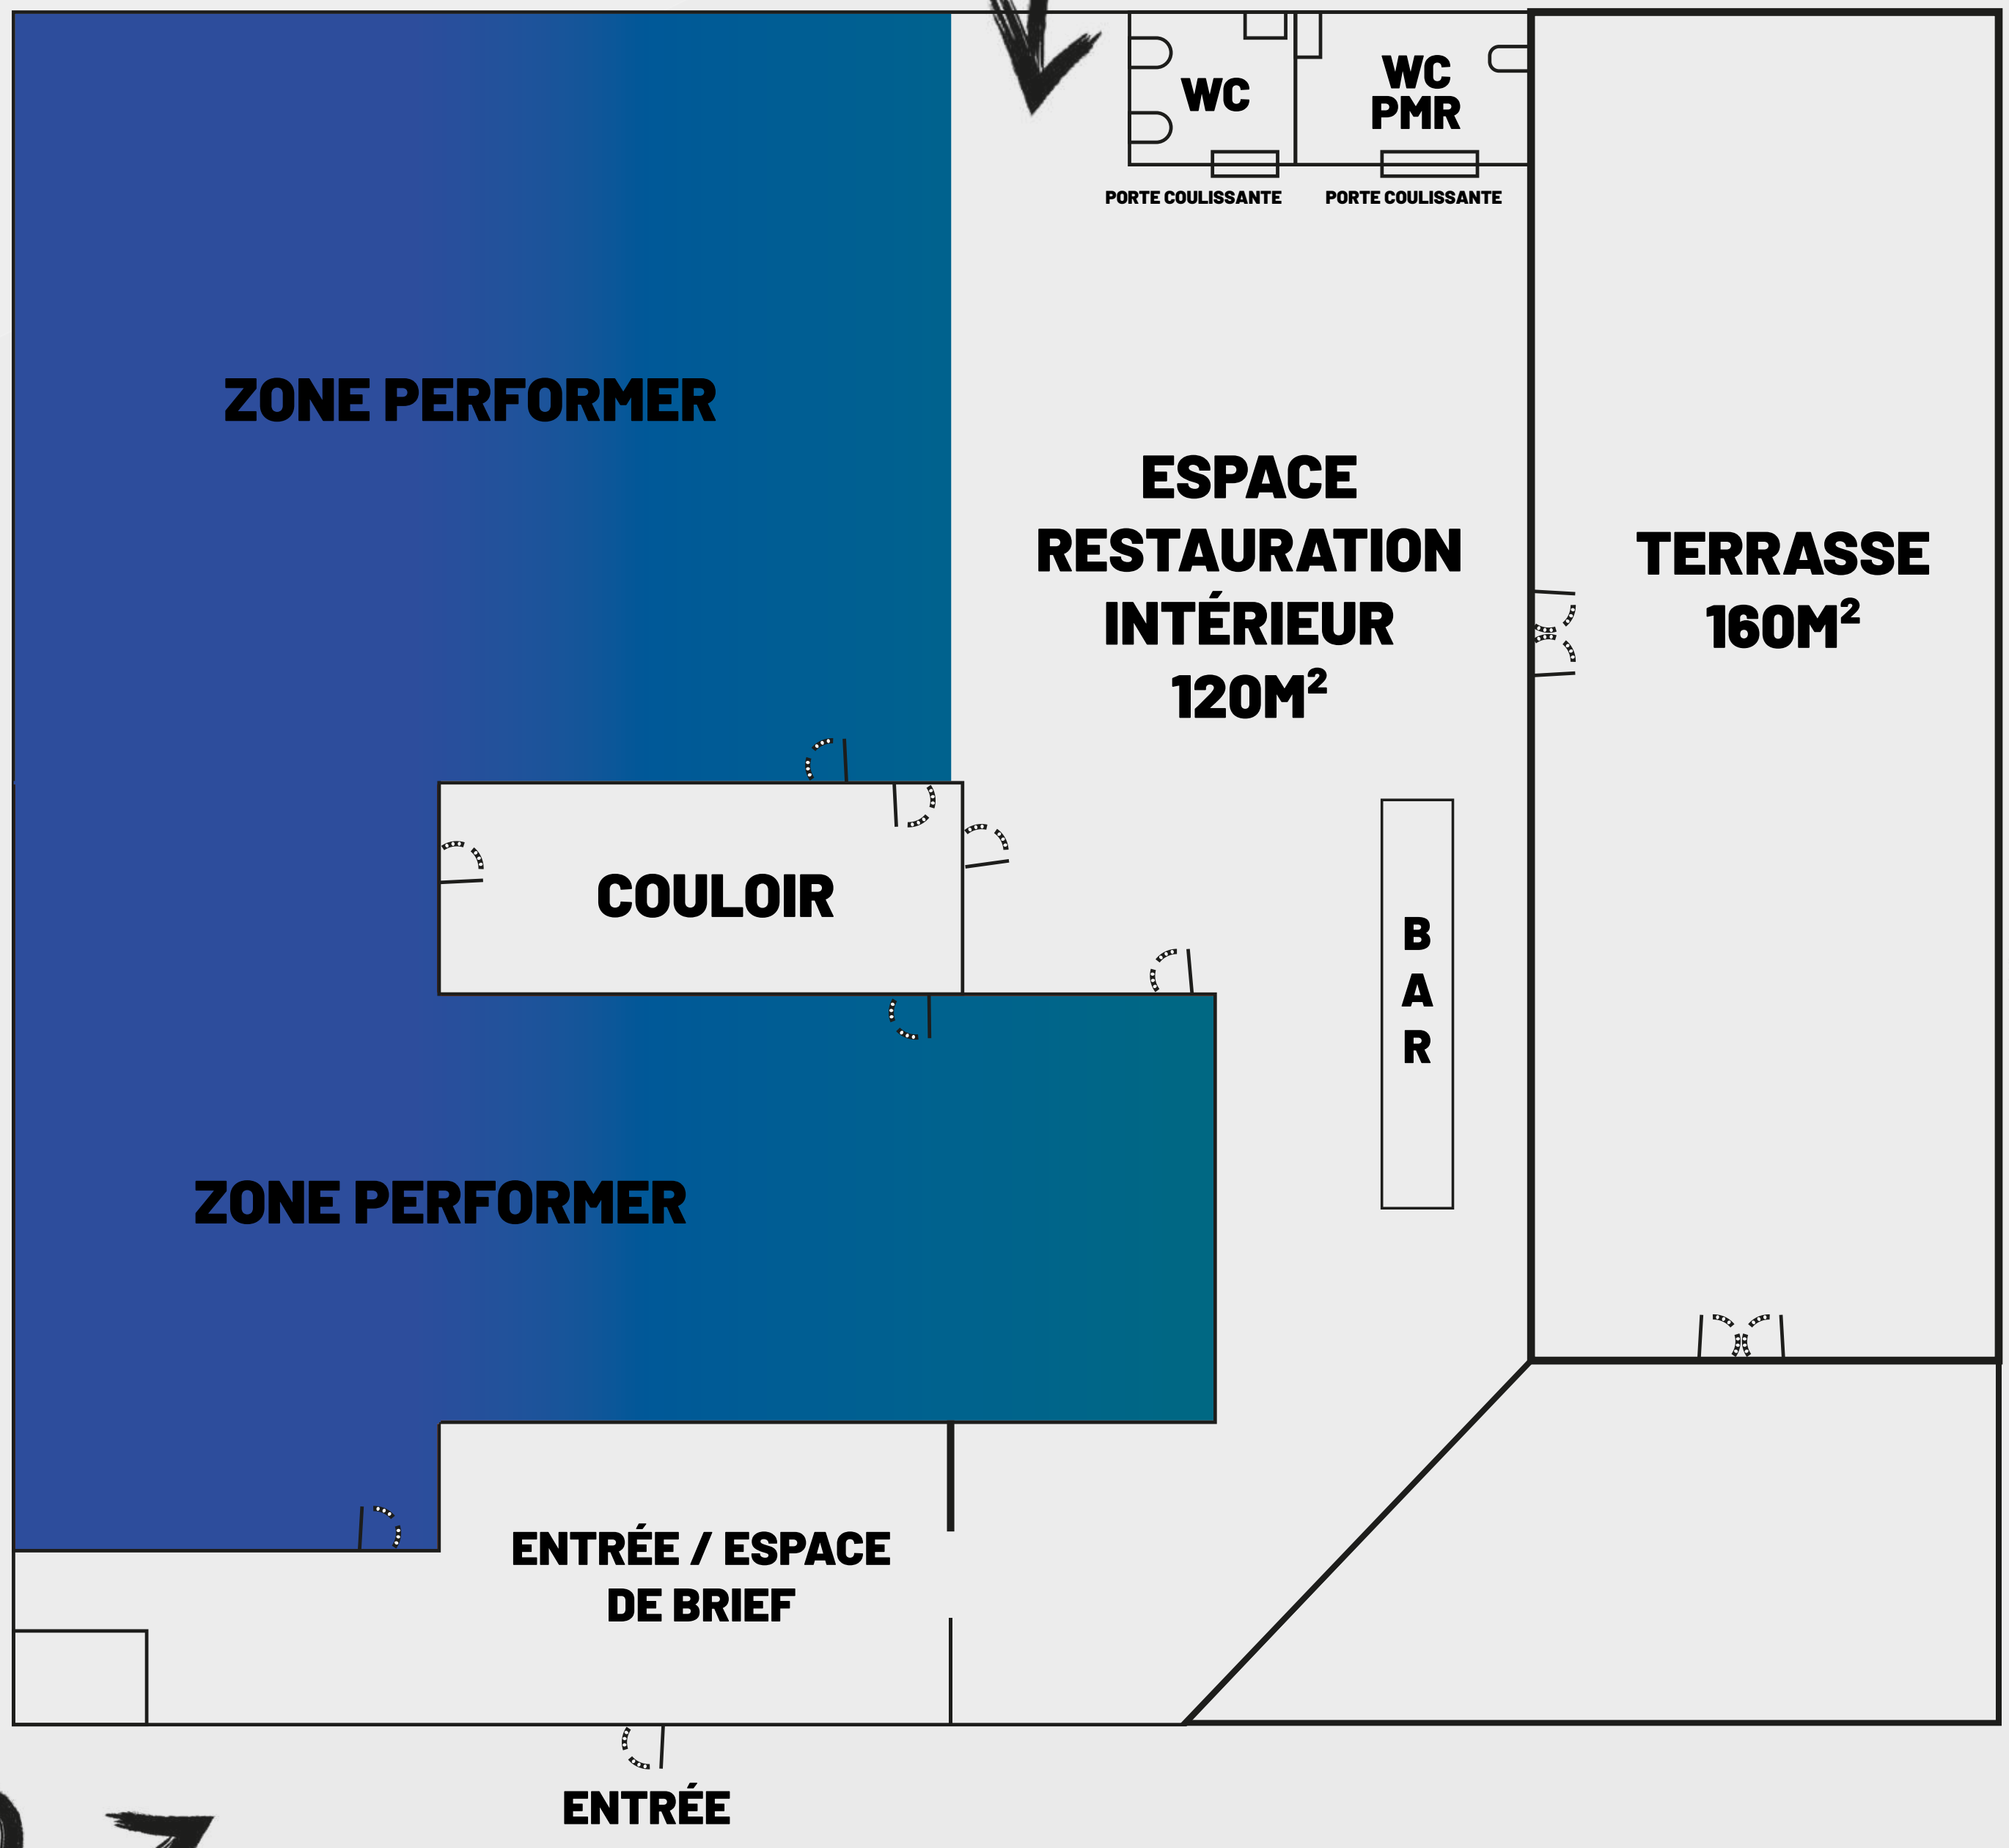 WC
WC
PMR
PORTE COULISSANTE
PORTE COULISSANTE
ZONE PERFORMER
ESPACE
RESTAURATION
INTÉRIEUR
120M²
TERRASSE
160M²
COULOIR
B
A
R
ZONE PERFORMER
ENTRÉE / ESPACE
DE BRIEF
ENTRÉE